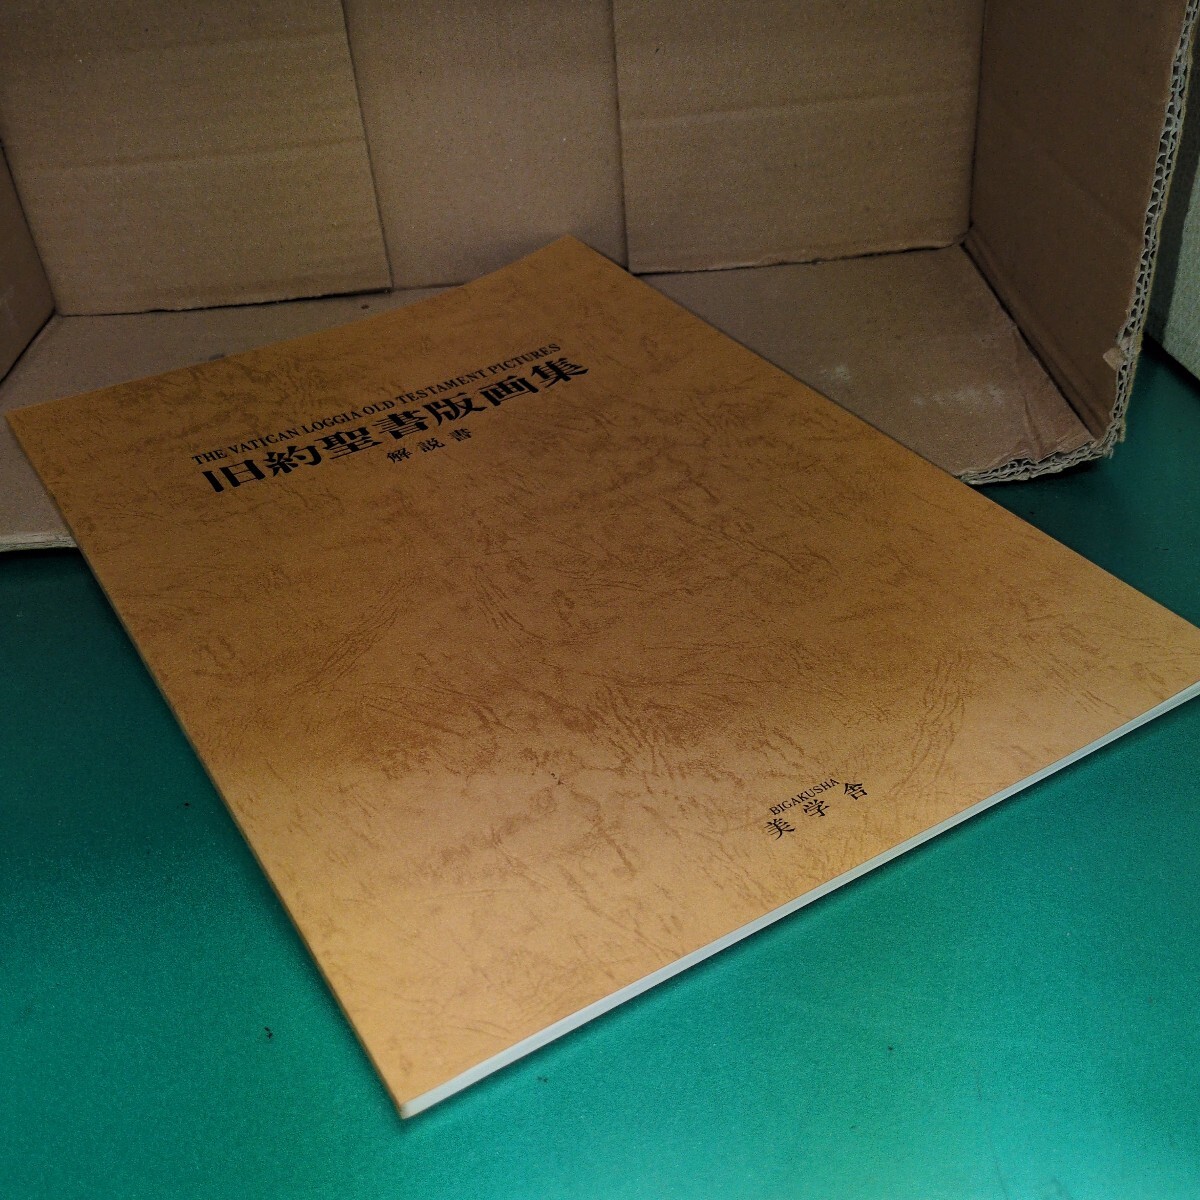 THE VATICAN LOGGIA OLD TESTAMENT PICTURES
旧約聖書版画集
解説書
BIGAKUSHA
美学舎